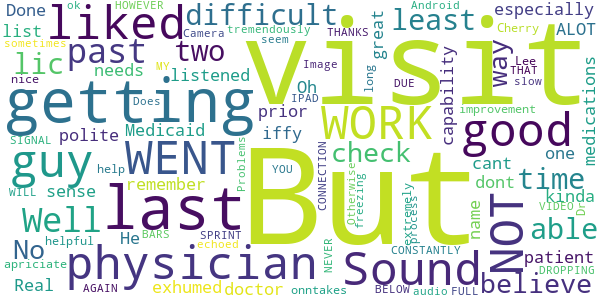 Done
liked
difficult
least
Android
especially
ok
HOWEVER
list
sometimes
past
two
Camera
tremendously
great
way
Cherry
ALOT
seem
THANKS
visit
lic
needs
listened
Image
long
DUE
MY
Lee
THAT
nice
Oh
IPAD
slow
getting
Does
prior
WORK
capability
improvement
good
medications
SIGNAL
polite
Medicaid
iffy
check
one
guy
WENT
Problems
YOU
CONNECTION
Otherwise
freezing
cant
WILL
sense
help
remember
dont
time
kinda
last
But
extremely
process
name
NOT
VIDEO
Dr
Well
He
helpful
BARS
SPRINT
NEVER
able
No
echoed
CONSTANTLY
DROPPING
apriciate
physician
Sound
patient
Real
exhumed
doctor
believe
AGAIN
onntakes
BELOW
audio
FULL